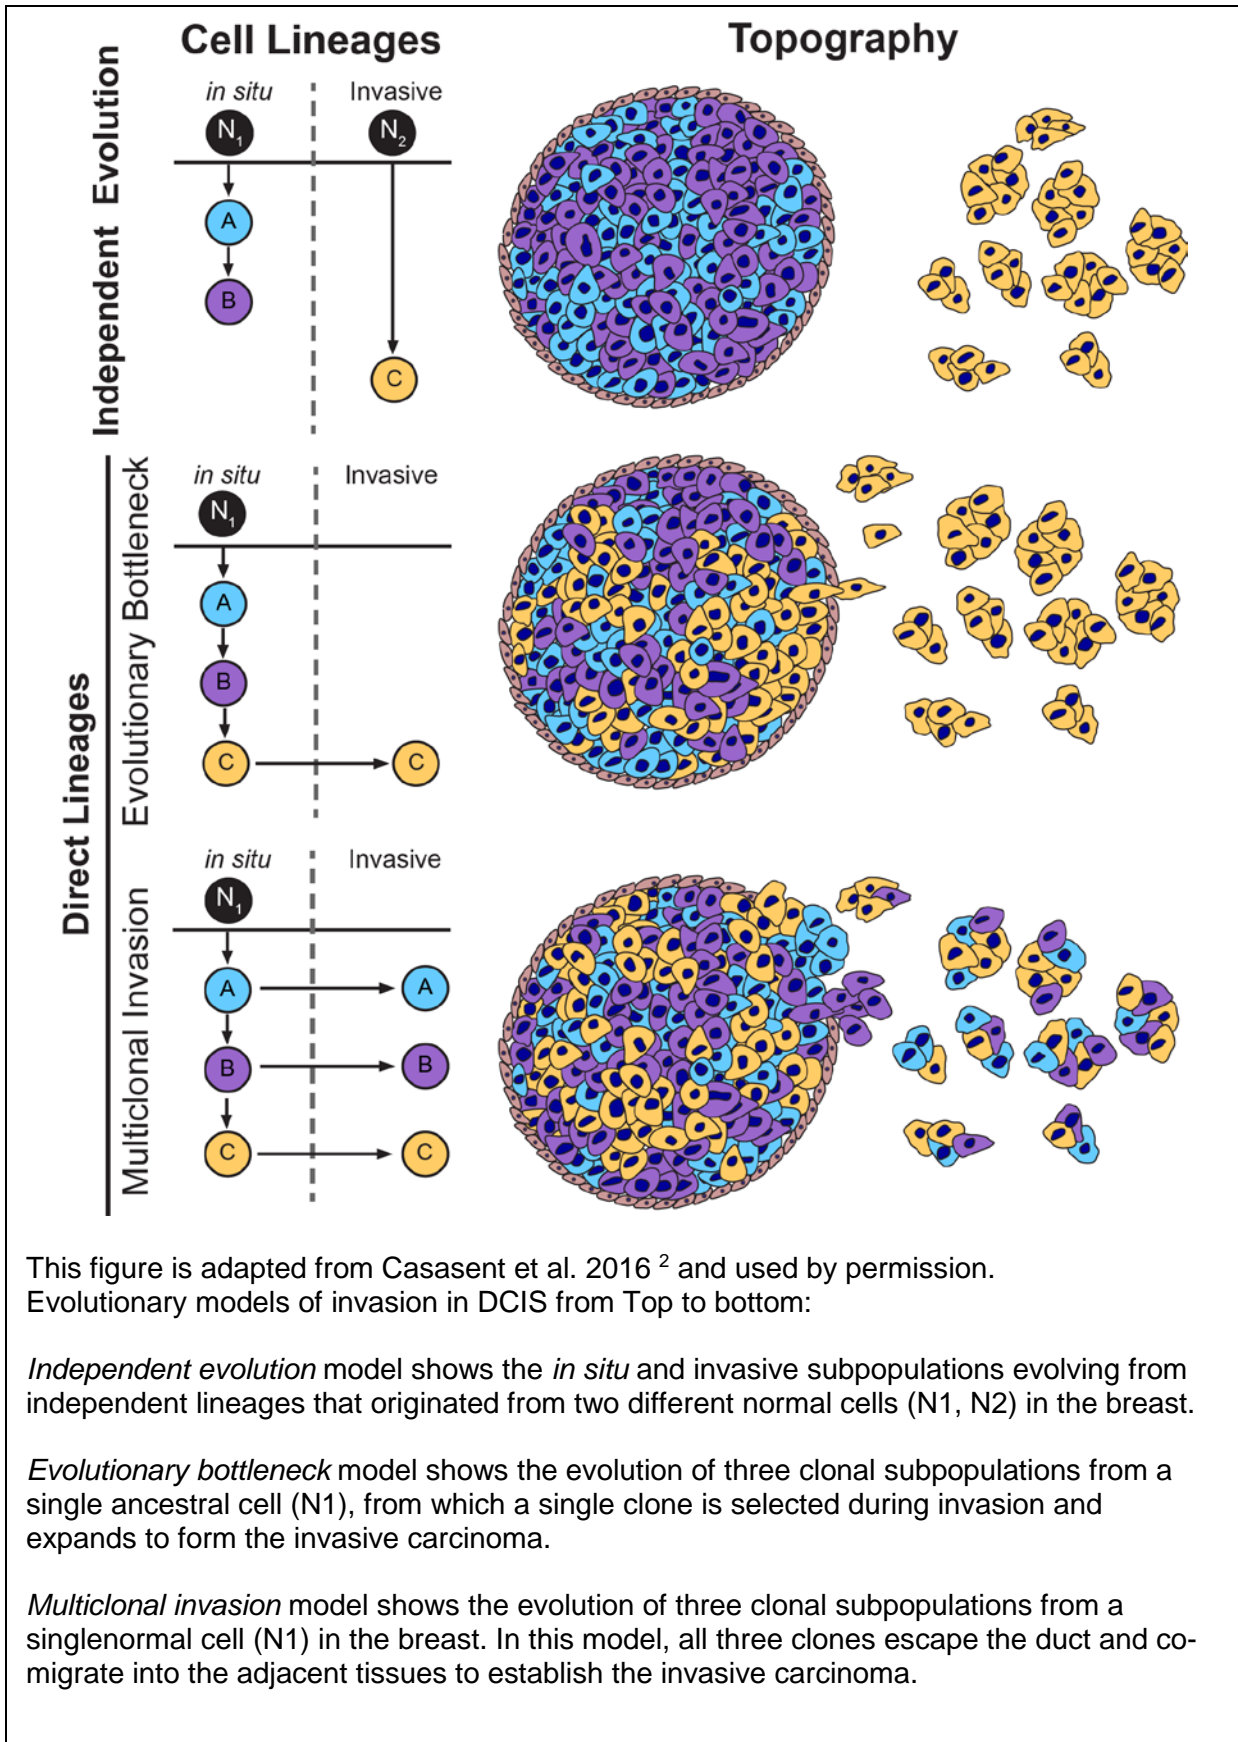 Cell Lineages
Topography
Independent Evolution
in situ
Invasive
N1
N2
A
B
C
Direct Lineages
Evolutionary Bottleneck
in situ
Invasive
N1
A
B
C
C
Multiclonal Invasion
in situ
Invasive
N1
A
A
B
B
C
C
This figure is adapted from Casasent et al. 2016 2 and used by permission.
Evolutionary models of invasion in DCIS from Top to bottom:
Independent evolution model shows the in situ and invasive subpopulations evolving from
independent lineages that originated from two different normal cells (N1, N2) in the breast.
Evolutionary bottleneck model shows the evolution of three clonal subpopulations from a
single ancestral cell (N1), from which a single clone is selected during invasion and
expands to form the invasive carcinoma.
Multiclonal invasion model shows the evolution of three clonal subpopulations from a
singlenormal cell (N1) in the breast. In this model, all three clones escape the duct and co-
migrate into the adjacent tissues to establish the invasive carcinoma.